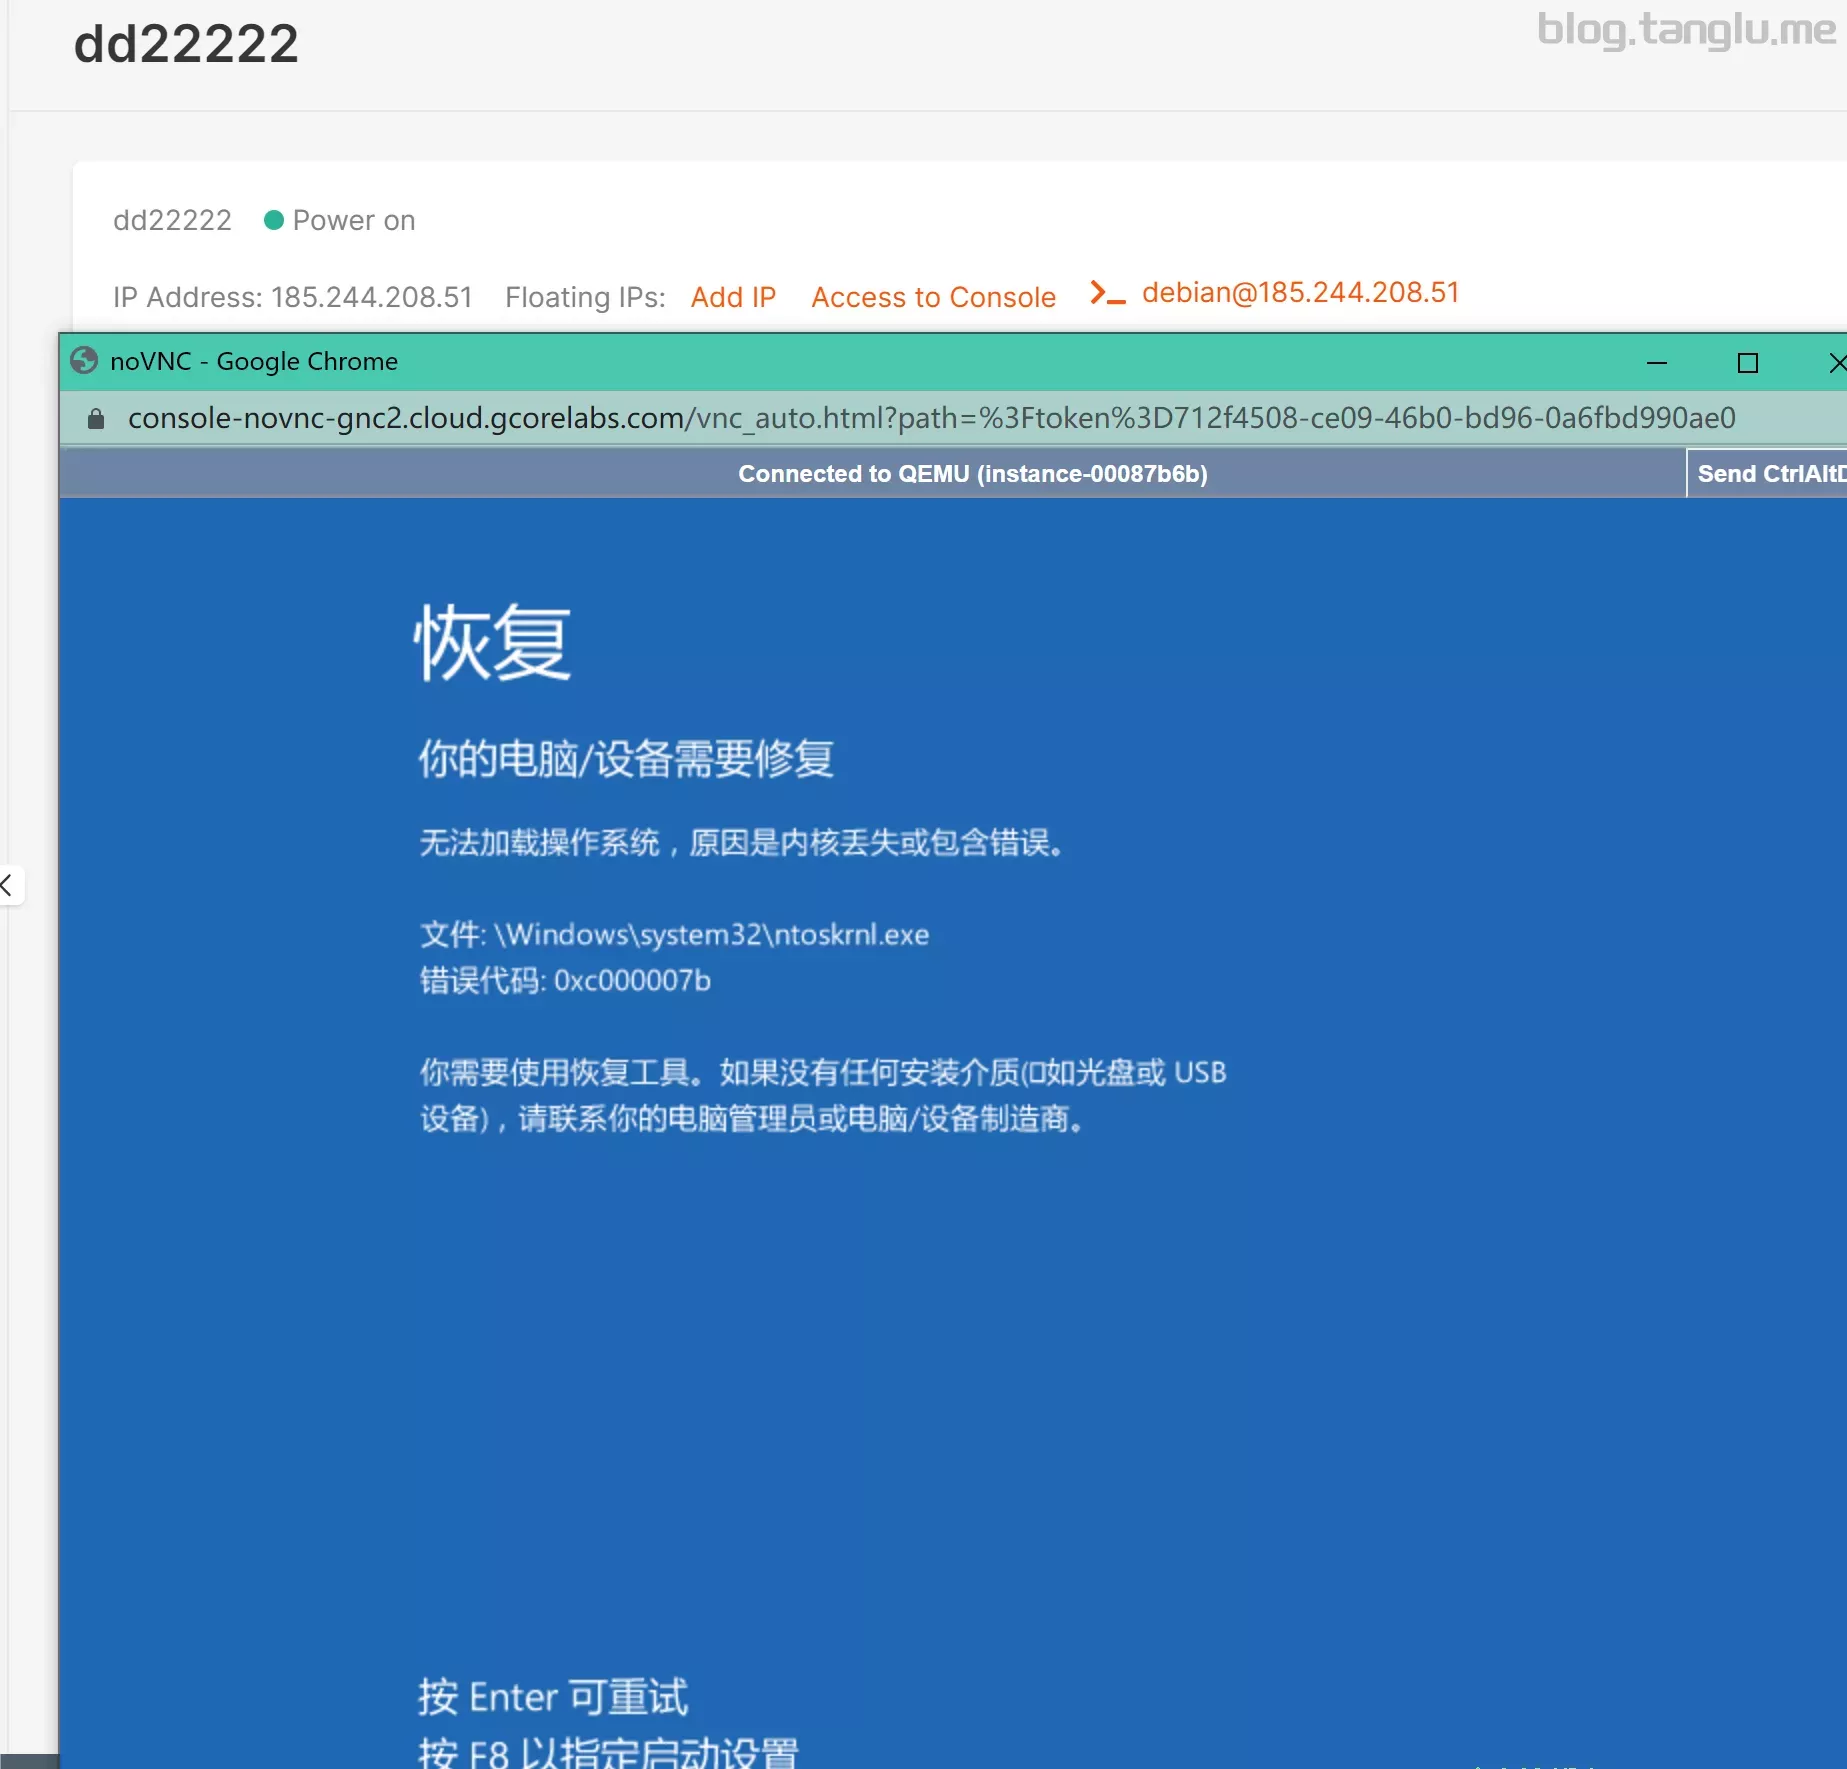 dd22222
blog.tanglu.me
dd22222 Power on
IP Address: 185.244.208.51 Floating IPs: Add IP Access to Console debian@185.244.208.51
noVNC - Google Chrome
console-novnc-gnc2.cloud.gcorelabs.com/vnc_auto.html?path=%3Ftoken%3D712f4508-ce09-46b0-bd96-0a6fbd990ae0
Connected to QEMU (instance-00087b6b)
Send CtrlAltD
恢复
你的电脑/设备需要修复
无法加载操作系统，原因是内核丢失或包含错误。
文件: \Windows\system32\ntoskrnl.exe
错误代码: 0xc000007b
你需要使用恢复工具。如果没有任何安装介质(▯如光盘或 USB
设备)，请联系你的电脑管理员或电脑/设备制造商。
按 Enter 可重试
按 F8 以指定启动设置